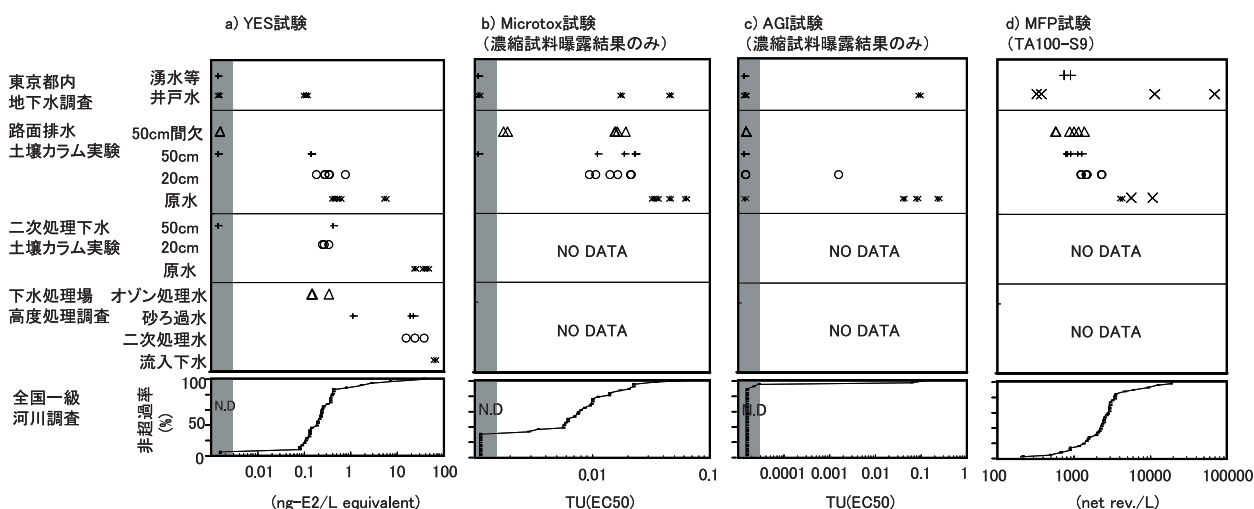 a) YES試験
b) Microtox試験
(濃縮試料曝露結果のみ)
c) AGI試験
(濃縮試料曝露結果のみ)
d) MFP試験
(TA100-S9)
東京都内
地下水調査
湧水等
井戸水
路面排水
土壌カラム実験
50cm間欠
50cm
20cm
原水
二次処理下水
土壌カラム実験
50cm
20cm
原水
NO DATA
NO DATA
NO DATA
下水処理場
高度処理調査
オゾン処理水
砂ろ過水
二次処理水
流入下水
NO DATA
NO DATA
NO DATA
全国一級
河川調査
非超過率
(%)
100
50
0
N.D
N.D
N.D
0.01 0.1 1 10 100
0.01 0.1
0.0001 0.001 0.01 0.1 1
100 1000 10000 100000
(ng-E2/L equivalent)
TU(EC50)
TU(EC50)
(net rev./L)